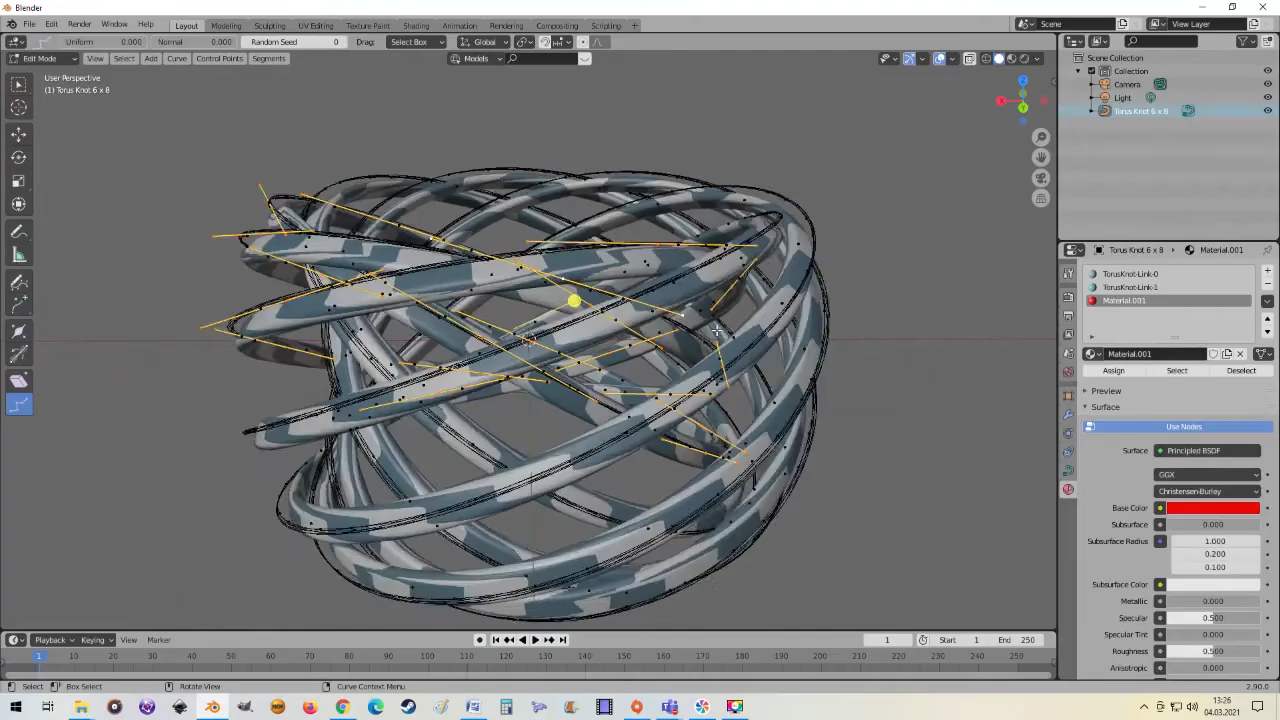 Blender
File Edit Render Window Help Layout Modeling Sculpting UV Editing Texture Paint Shading Animation Rendering Compositing Scripting + Scene View Layer
Uniform 0.000 Normal 0.000 Random Seed 0 Drag: Select Box Global
Edit Mode View Select Add Curve Control Points Segments Models
User Perspective
(1) Torus Knot 6 x 8
X
Y
Z
Scene Collection
Collection
Camera
Light
Torus Knot 6 x 8
Torus Knot 6 x 8 Material.001
TorusKnot-Link-0
TorusKnot-Link-1
Material.001
Material.001
Assign Select Deselect
Preview
Surface
Use Nodes
Surface Principled BSDF
GGX
Christensen-Burley
Base Color
Subsurface 0.000
Subsurface Radius 1.000
0.200
0.100
Subsurface Color
Metallic 0.000
Specular 0.500
Specular Tint 0.000
Roughness 0.500
Anisotropic 0.000
Playback Keying View Marker 1 Start 1 End 250
1 10 20 30 40 50 60 70 80 90 100 110 120 130 140 150 160 170 180 190 200 210 220 230 240 250
Select Box Select Rotate View Curve Context Menu 2.90.0
13:26
04.03.2021